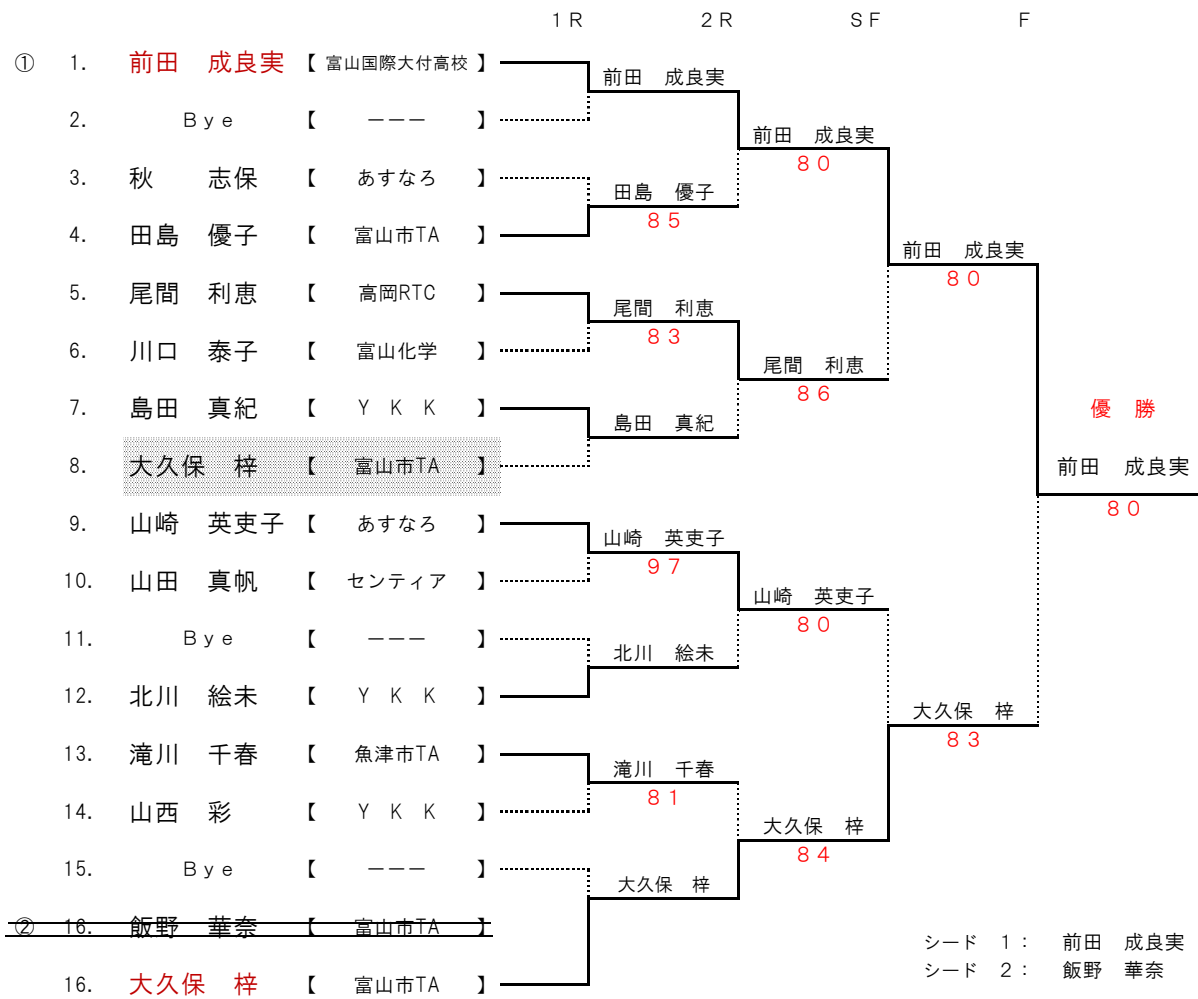 １Ｒ　２Ｒ　ＳＦ　Ｆ
① 1. 前田　成良実 【 富山国際大付高校 】
前田　成良実
2. Ｂｙｅ 【 ーーー 】
前田　成良実
８０
3. 秋　志保 【 あすなろ 】
田島　優子
８５
4. 田島　優子 【 富山市TA 】
前田　成良実
８０
5. 尾間　利恵 【 高岡RTC 】
尾間　利恵
８３
6. 川口　泰子 【 富山化学 】
尾間　利恵
８６
7. 島田　真紀 【 Ｙ Ｋ Ｋ 】
優　勝
島田　真紀
8. 大久保　梓 【 富山市TA 】
前田　成良実
８０
9. 山崎　英吏子 【 あすなろ 】
山崎　英吏子
９７
10. 山田　真帆 【 センティア 】
山崎　英吏子
８０
11. Ｂｙｅ 【 ーーー 】
北川　絵未
12. 北川　絵未 【 Ｙ Ｋ Ｋ 】
大久保　梓
８３
13. 滝川　千春 【 魚津市TA 】
滝川　千春
８１
14. 山西　彩 【 Ｙ Ｋ Ｋ 】
大久保　梓
８４
15. Ｂｙｅ 【 ーーー 】
大久保　梓
② 16. 飯野　華奈 【 富山市TA 】
シード　１：　前田　成良実
シード　２：　飯野　華奈
16. 大久保　梓 【 富山市TA 】